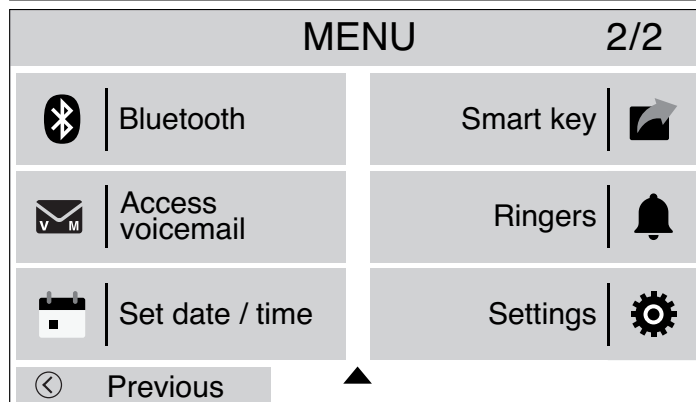 MENU 2/2
Bluetooth
Smart key
Access
voicemail
V M
Ringers
Set date / time
Settings
Previous